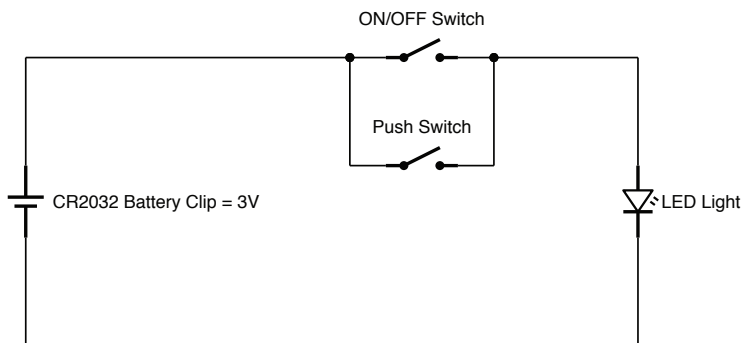 ON/OFF Switch
Push Switch
CR2032 Battery Clip = 3V
LED Light